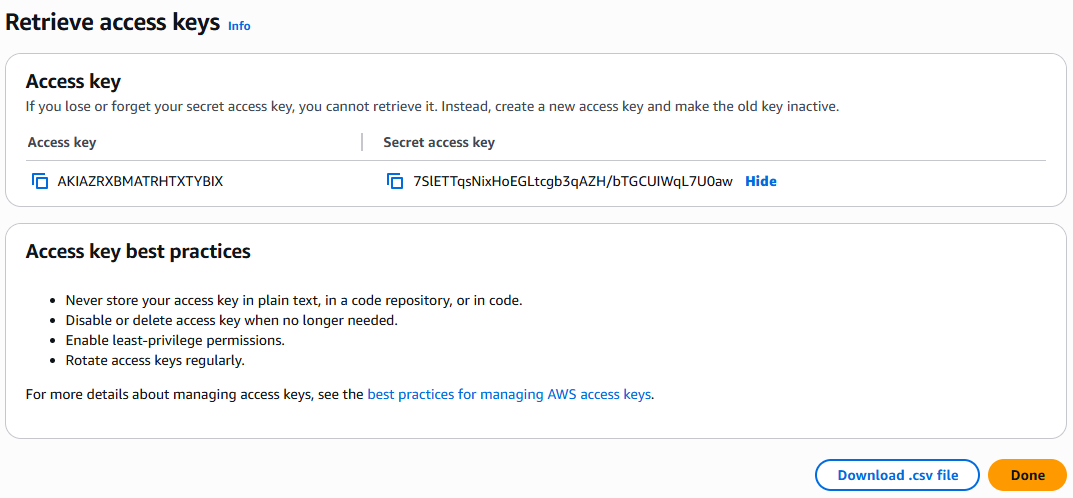 Retrieve access keys Info
Access key
If you lose or forget your secret access key, you cannot retrieve it. Instead, create a new access key and make the old key inactive.
Access key
Secret access key
AKIAZRXBMATRHTXTYBIX
7SlETTqsNixHoEGLtcgb3qAZH/bTGCUIWqL7U0aw Hide
Access key best practices
Never store your access key in plain text, in a code repository, or in code.
Disable or delete access key when no longer needed.
Enable least-privilege permissions.
Rotate access keys regularly.
For more details about managing access keys, see the best practices for managing AWS access keys.
Download .csv file
Done